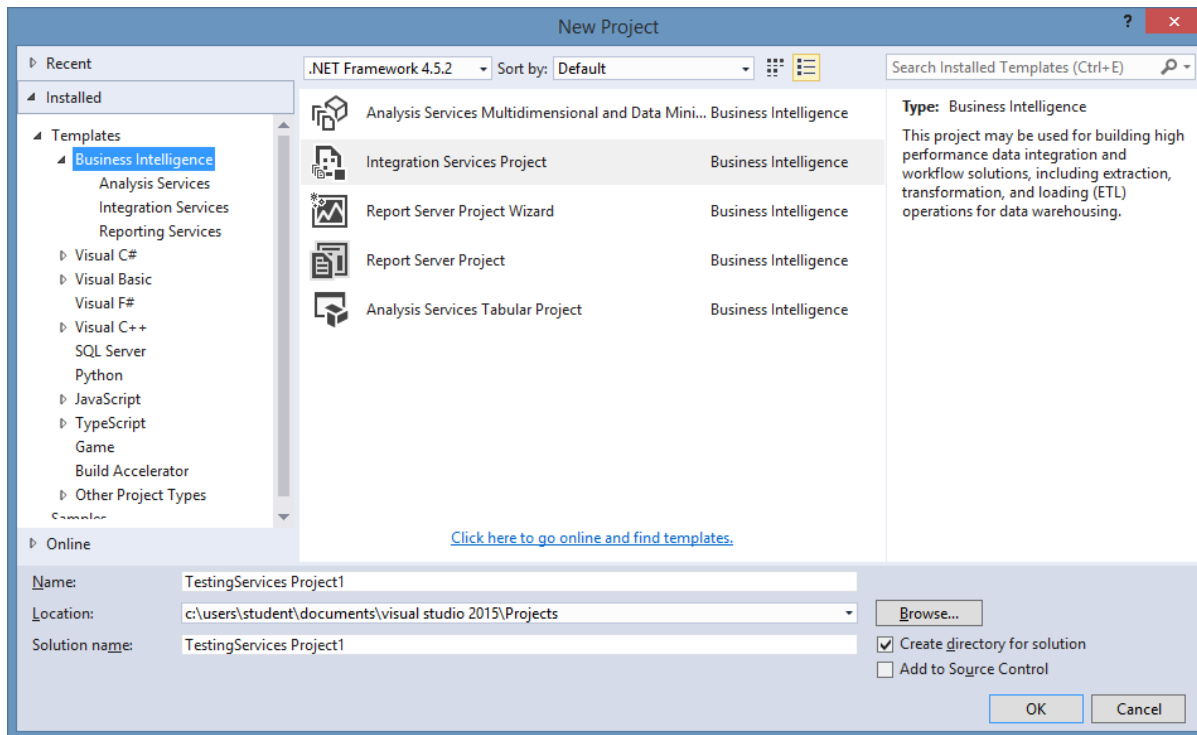 New Project
?
Recent
Installed
Templates
Business Intelligence
Analysis Services
Integration Services
Reporting Services
Visual C#
Visual Basic
Visual F#
Visual C++
SQL Server
Python
JavaScript
TypeScript
Game
Build Accelerator
Other Project Types
Samples
Online
.NET Framework 4.5.2 Sort by: Default
Analysis Services Multidimensional and Data Mini... Business Intelligence
Integration Services Project Business Intelligence
Report Server Project Wizard Business Intelligence
Report Server Project Business Intelligence
Analysis Services Tabular Project Business Intelligence
Click here to go online and find templates.
Search Installed Templates (Ctrl+E)
Type: Business Intelligence
This project may be used for building high
performance data integration and
workflow solutions, including extraction,
transformation, and loading (ETL)
operations for data warehousing.
Name: TestingServices Project1
Location: c:\users\student\documents\visual studio 2015\Projects
Browse...
Solution name: TestingServices Project1
Create directory for solution
Add to Source Control
OK Cancel